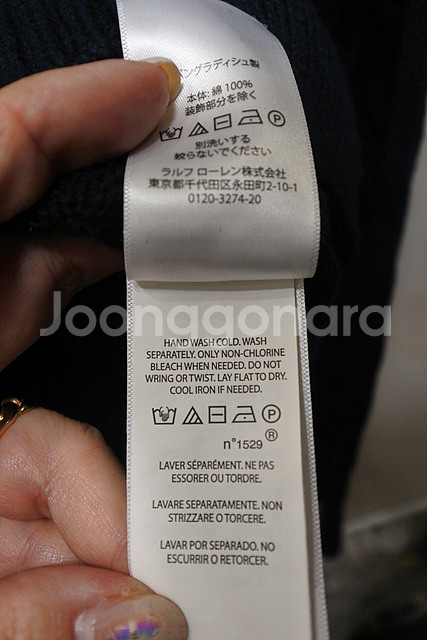 バングラディシュ製
本体: 綿 100%
装飾部分を除く
P
別洗いする
絞らないでください
ラルフ ローレン株式会社
東京都千代田区永田町2-10-1
0120-3274-20
Joonggonara
HAND WASH COLD. WASH
SEPARATELY. ONLY NON-CHLORINE
BLEACH WHEN NEEDED. DO NOT
WRING OR TWIST. LAY FLAT TO DRY.
COOL IRON IF NEEDED.
P
n°1529 ®
LAVER SÉPARÉMENT. NE PAS
ESSORER OU TORDRE.
LAVARE SEPARATAMENTE. NON
STRIZZARE O TORCERE.
LAVAR POR SEPARADO. NO
ESCURRIR O RETORCER.